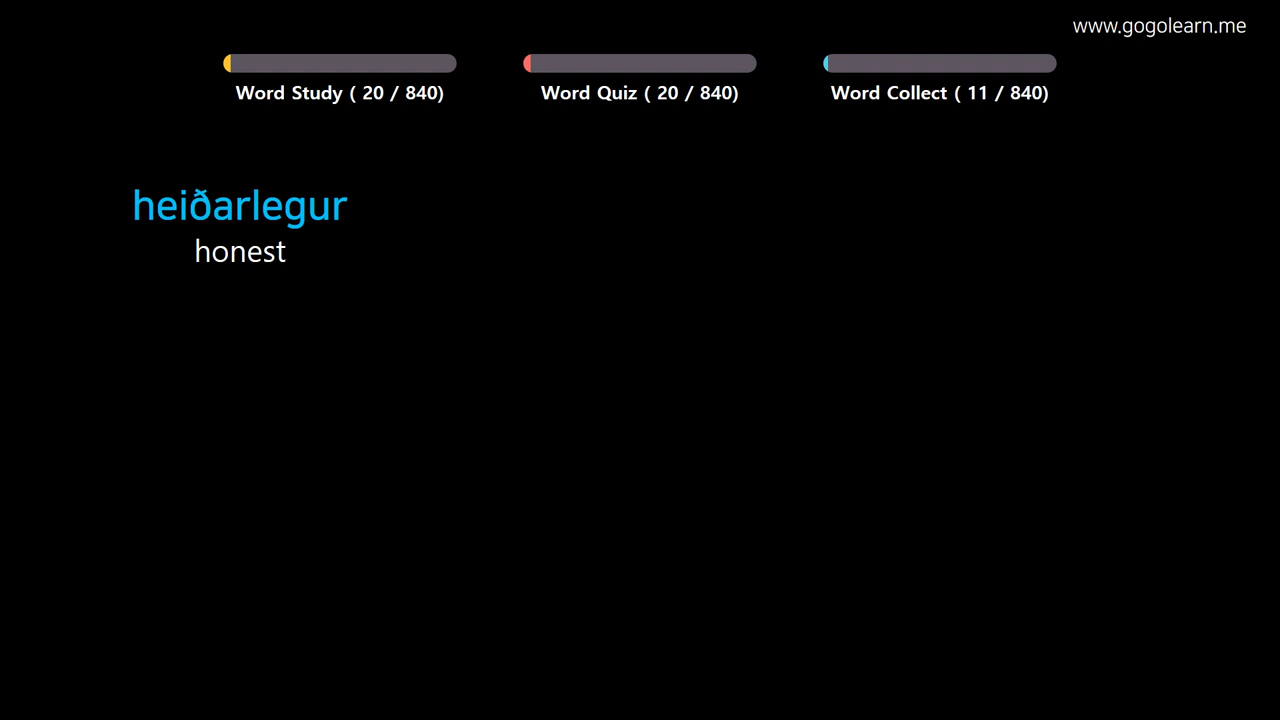 www.gogolearn.me
Word Study ( 20 / 840)
Word Quiz ( 20 / 840)
Word Collect ( 11 / 840)
heiðarlegur
honest